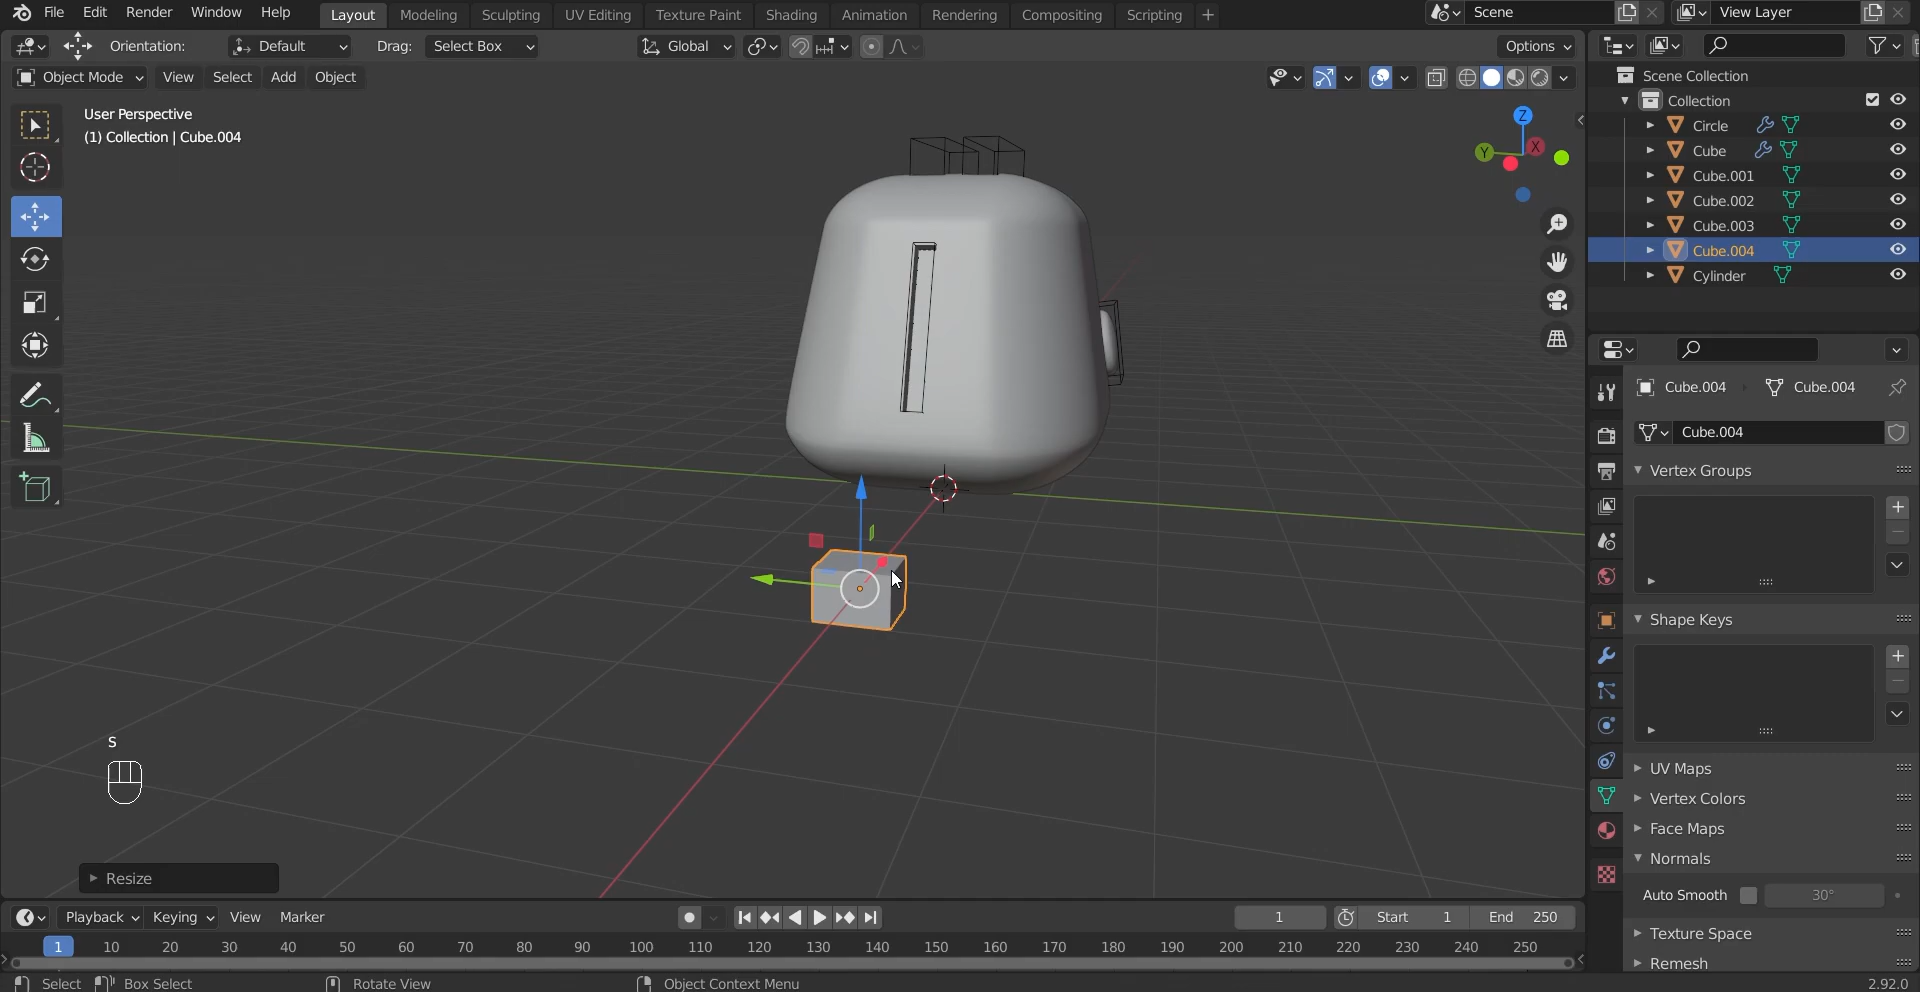 File Edit Render Window Help Layout Modeling Sculpting UV Editing Texture Paint Shading Animation Rendering Compositing Scripting + Scene View Layer
Orientation: Default Drag: Select Box Global Options
Object Mode View Select Add Object
User Perspective
(1) Collection | Cube.004
Z
Y
X
S
Resize
Scene Collection
Collection
Circle
Cube
Cube.001
Cube.002
Cube.003
Cube.004
Cylinder
Cube.004 Cube.004
Cube.004
Vertex Groups
Shape Keys
UV Maps
Vertex Colors
Face Maps
Normals
Auto Smooth 30°
Texture Space
Remesh
Playback Keying View Marker 1 Start 1 End 250
1 10 20 30 40 50 60 70 80 90 100 110 120 130 140 150 160 170 180 190 200 210 220 230 240 250
Select Box Select Rotate View Object Context Menu 2.92.0